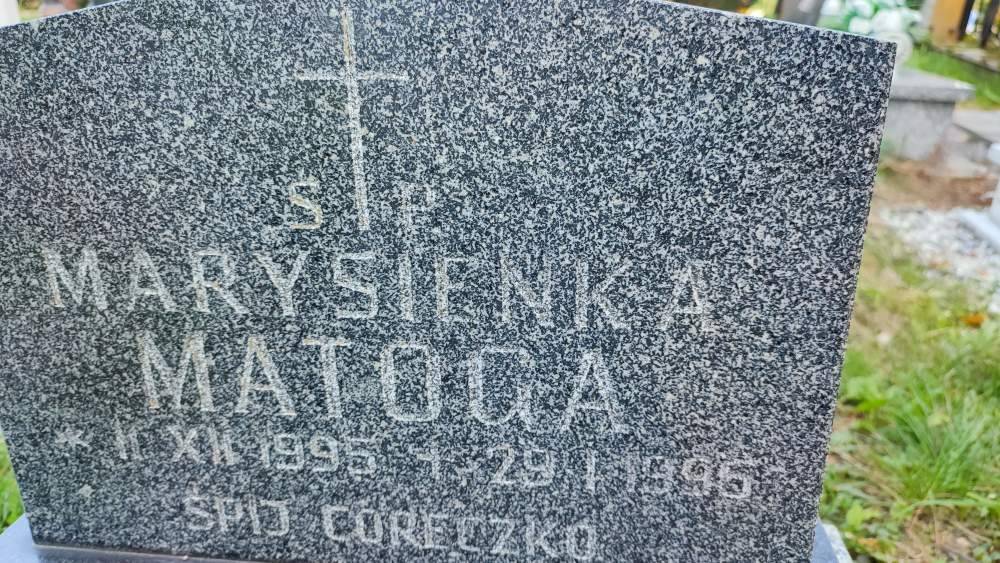 S P
MARYSIENKA
MATOGA
* 11 XII 1995 + 29 I 1996
ŚPIJ CÓRECZKO